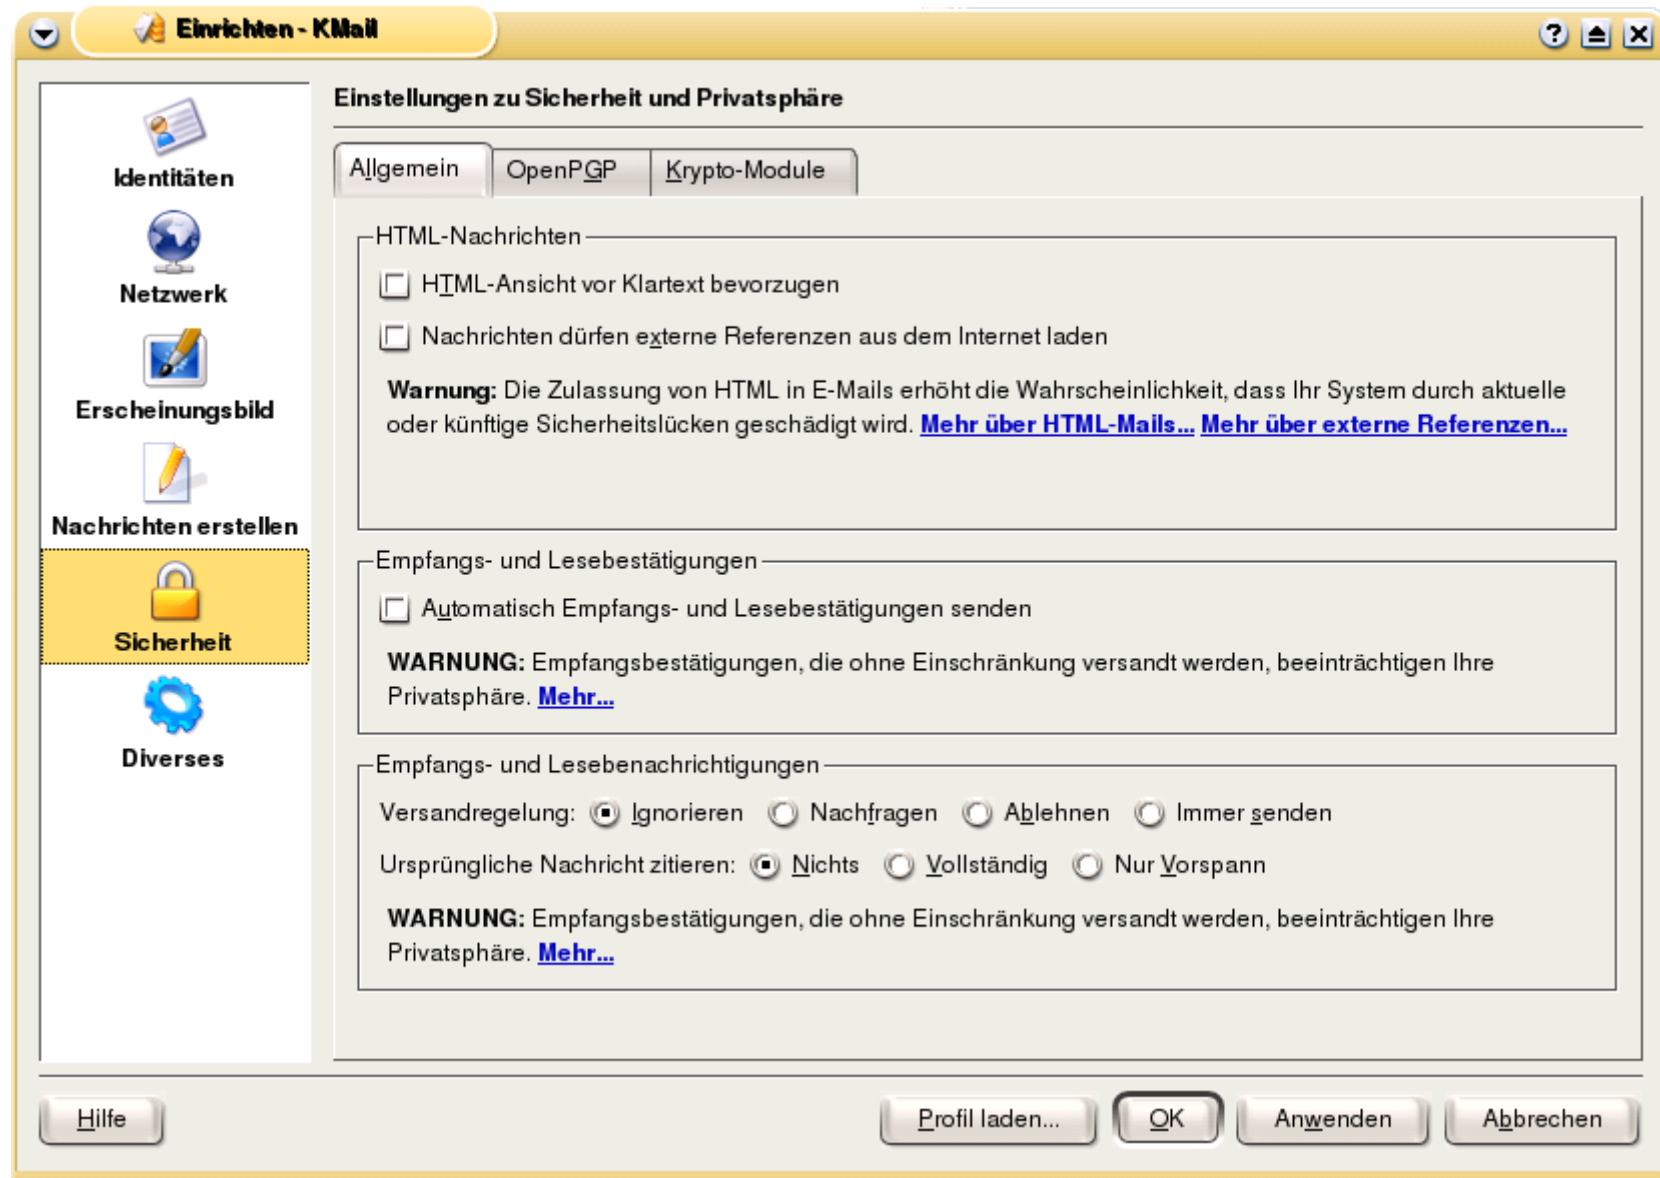 Einrichten - KMail
Einstellungen zu Sicherheit und Privatsphäre
Identitäten
Netzwerk
Erscheinungsbild
Nachrichten erstellen
Sicherheit
Diverses
Allgemein
OpenPGP
Krypto-Module
HTML-Nachrichten
HTML-Ansicht vor Klartext bevorzugen
Nachrichten dürfen externe Referenzen aus dem Internet laden
Warnung: Die Zulassung von HTML in E-Mails erhöht die Wahrscheinlichkeit, dass Ihr System durch aktuelle
oder künftige Sicherheitslücken geschädigt wird. Mehr über HTML-Mails... Mehr über externe Referenzen...
Empfangs- und Lesebestätigungen
Automatisch Empfangs- und Lesebestätigungen senden
WARNUNG: Empfangsbestätigungen, die ohne Einschränkung versandt werden, beeinträchtigen Ihre
Privatsphäre. Mehr...
Empfangs- und Lesebenachrichtigungen
Versandregelung: Ignorieren Nachfragen Ablehnen Immer senden
Ursprüngliche Nachricht zitieren: Nichts Vollständig Nur Vorspann
WARNUNG: Empfangsbestätigungen, die ohne Einschränkung versandt werden, beeinträchtigen Ihre
Privatsphäre. Mehr...
Hilfe
Profil laden...
OK
Anwenden
Abbrechen